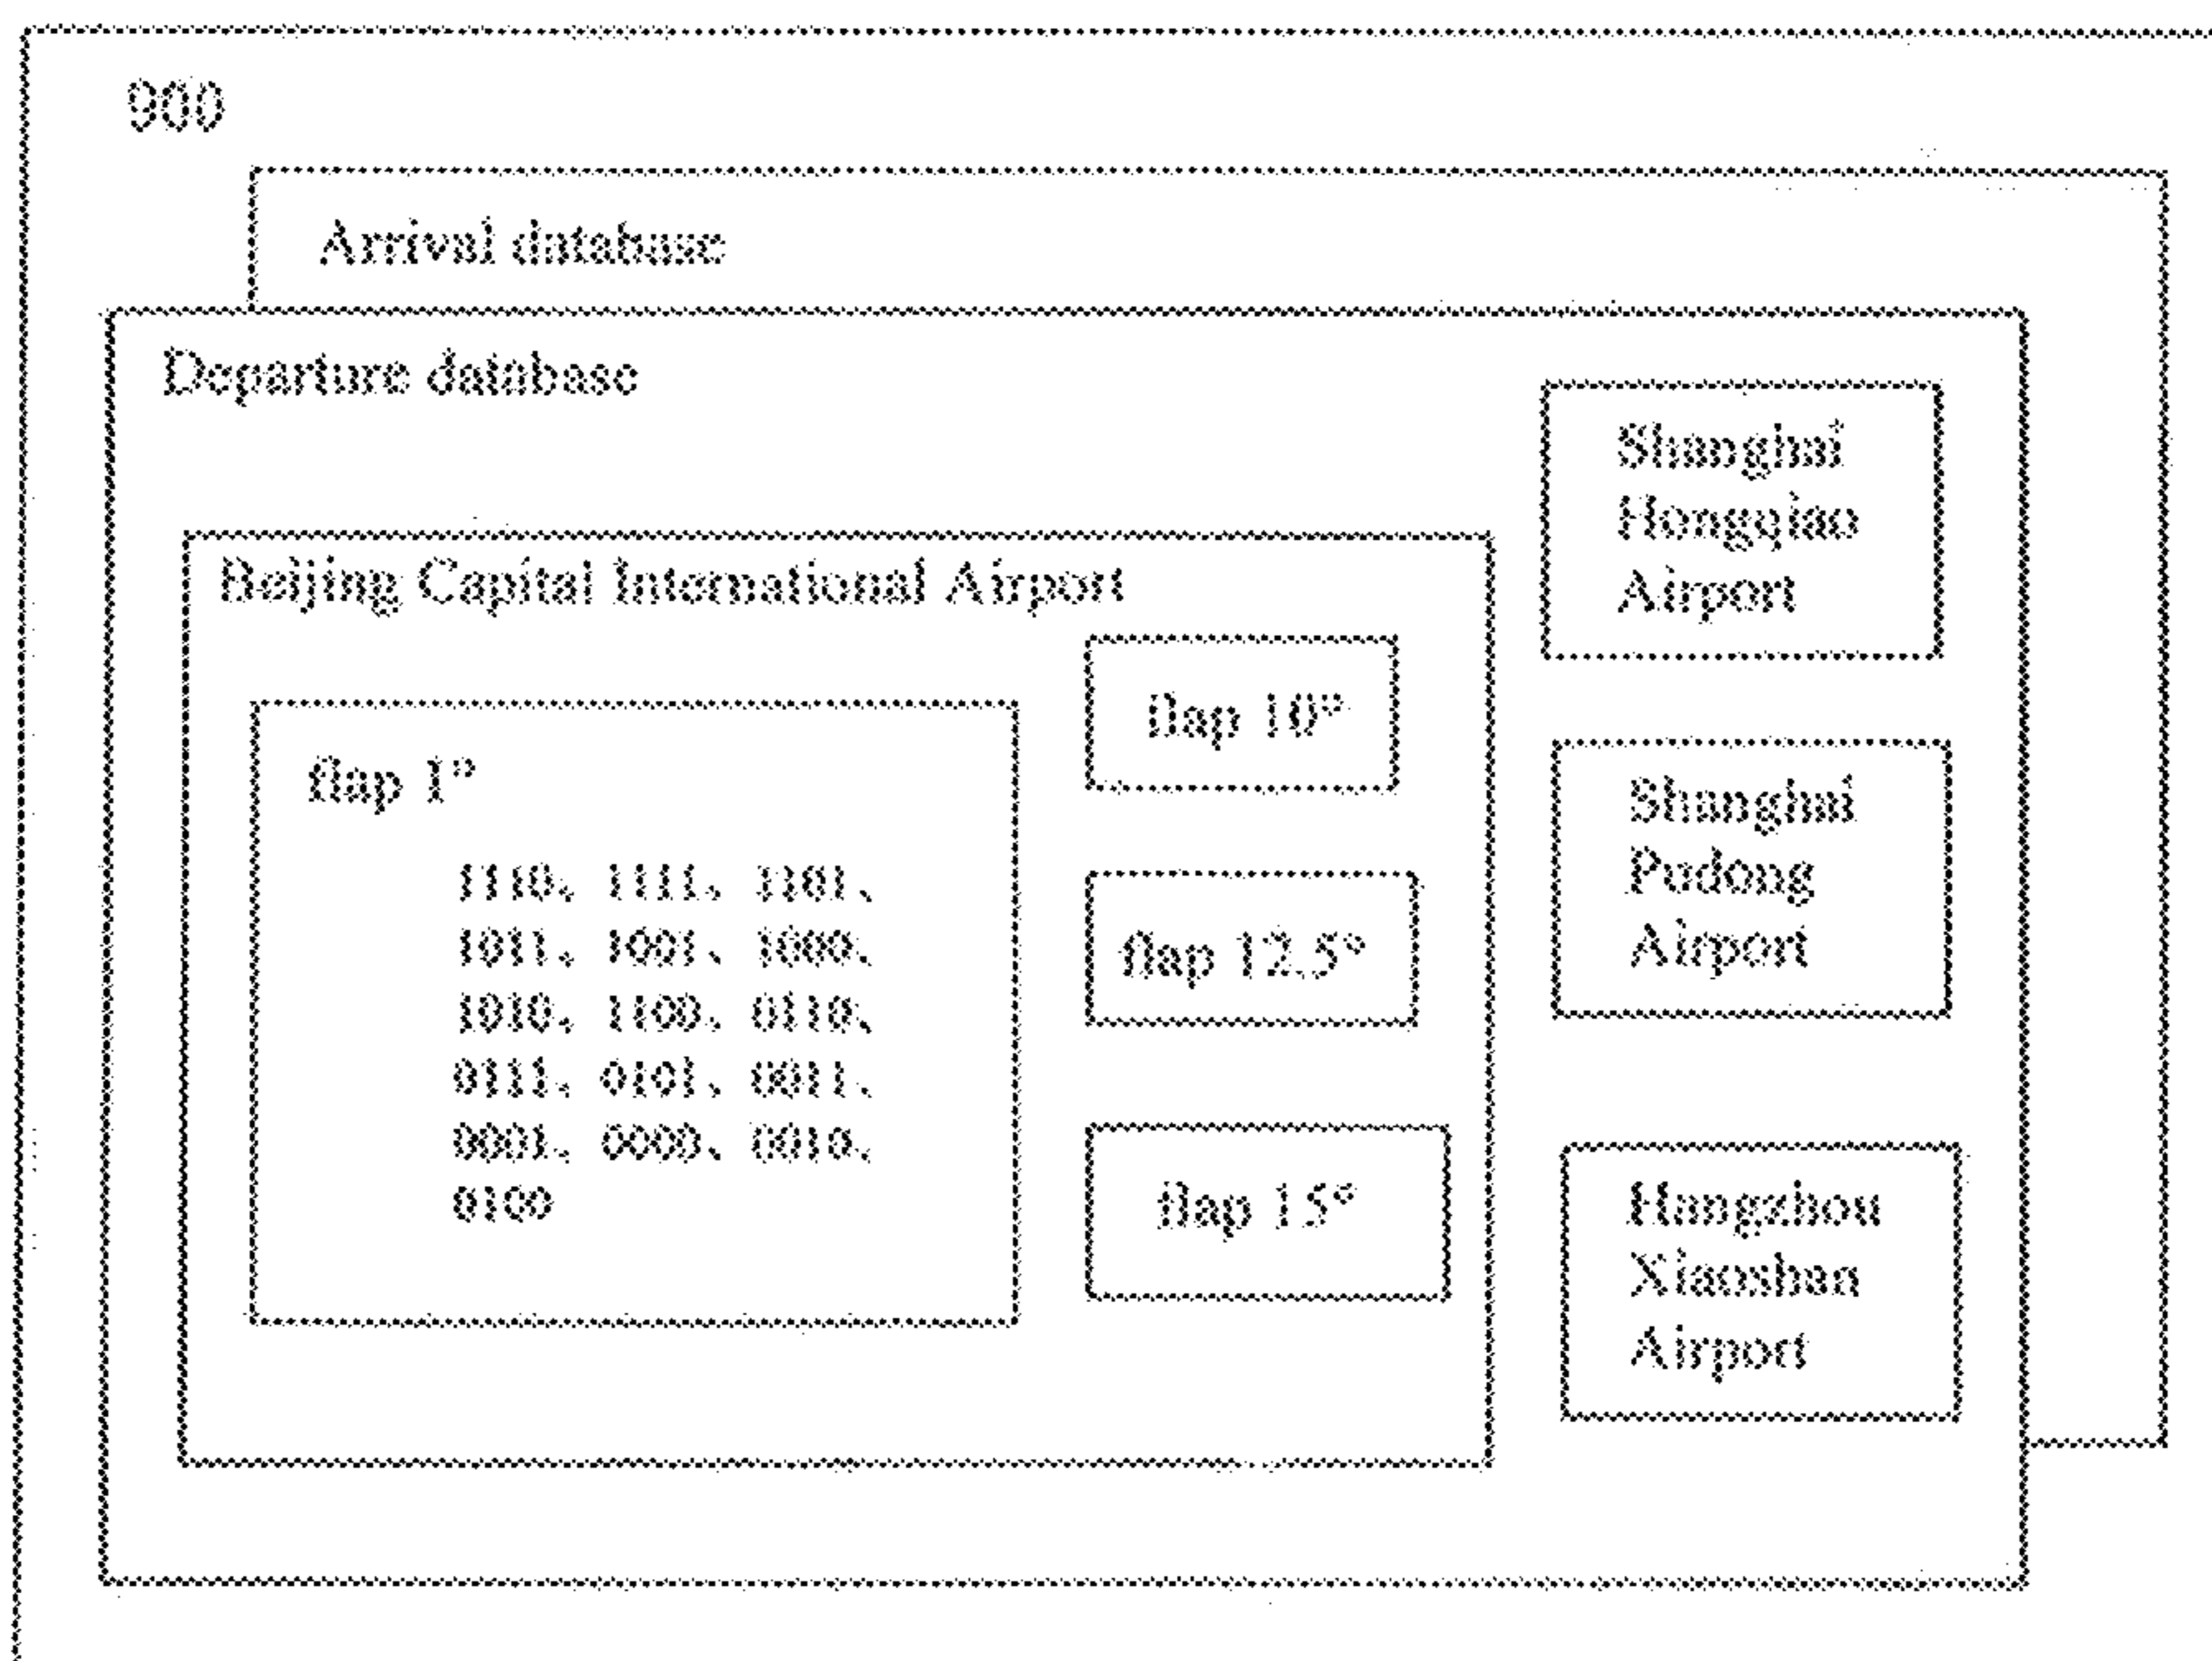 900
Arrival database
Departure database
Beijing Capital International Airport
flap 1°
1110、1111、1101、
1011、1001、1000、
1010、1100、0110、
0111、0101、0011、
0001、0000、0010、
0100
flap 10°
flap 12.5°
flap 15°
Shanghai
Hongqiao
Airport
Shanghai
Pudong
Airport
Hangzhou
Xiaoshan
Airport